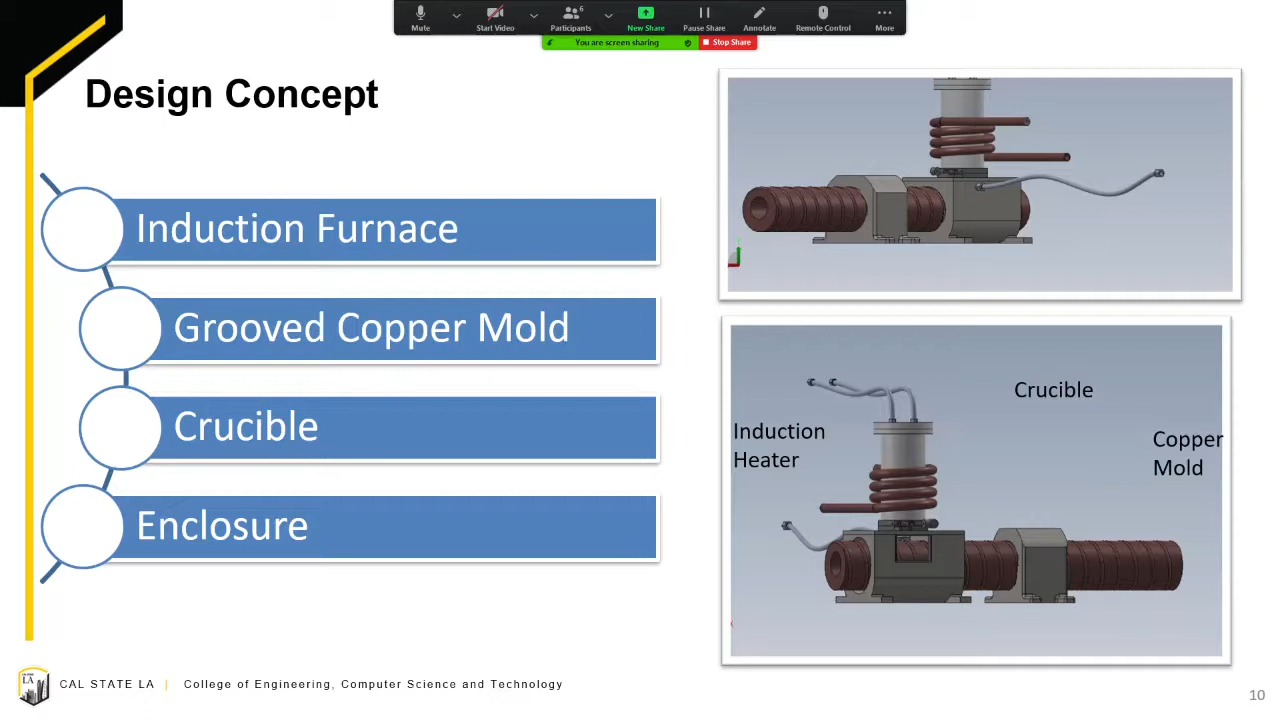 Mute
Start Video
6
Participants
New Share
Pause Share
Annotate
Remote Control
More
You are screen sharing
Stop Share
Design Concept
Induction Furnace
Grooved Copper Mold
Crucible
Enclosure
Crucible
Induction
Heater
Copper
Mold
LA
CAL STATE LA | College of Engineering, Computer Science and Technology
10